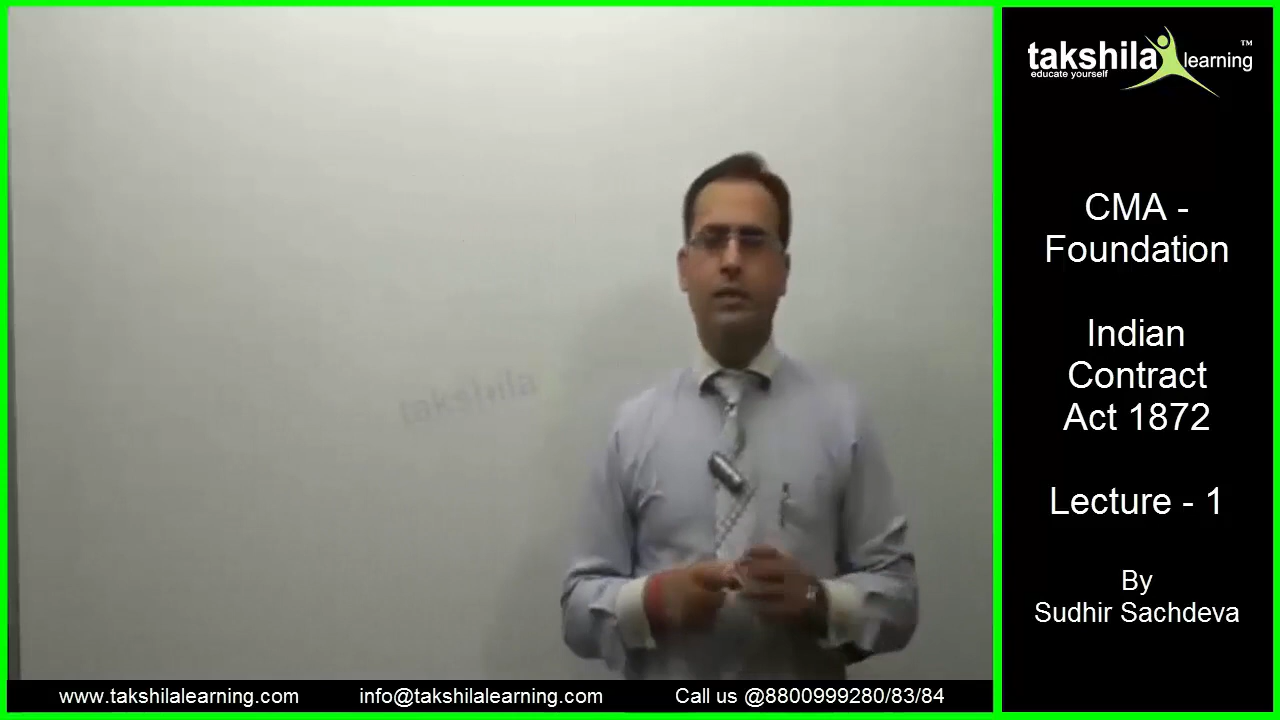 takshila learning™
educate yourself
CMA -
Foundation
Indian
Contract
Act 1872
Lecture - 1
By
Sudhir Sachdeva
takshila
www.takshilalearning.com info@takshilalearning.com Call us @8800999280/83/84